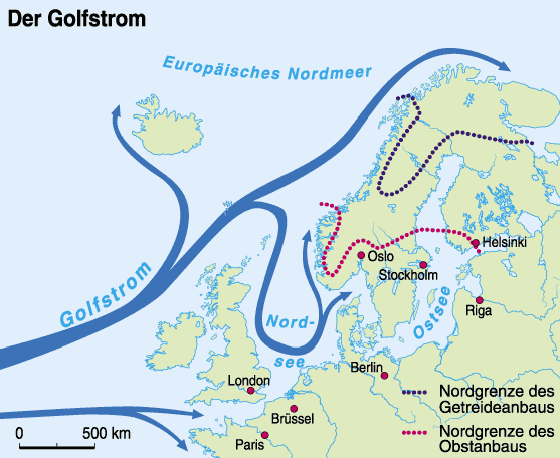 Der Golfstrom
Europäisches Nordmeer
Golfstrom
Helsinki
Oslo
Stockholm
Ostsee
Riga
Nord-
see
Berlin
London
Brüssel
Paris
Nordgrenze des
Getreideanbaus
Nordgrenze des
Obstanbaus
0 500 km